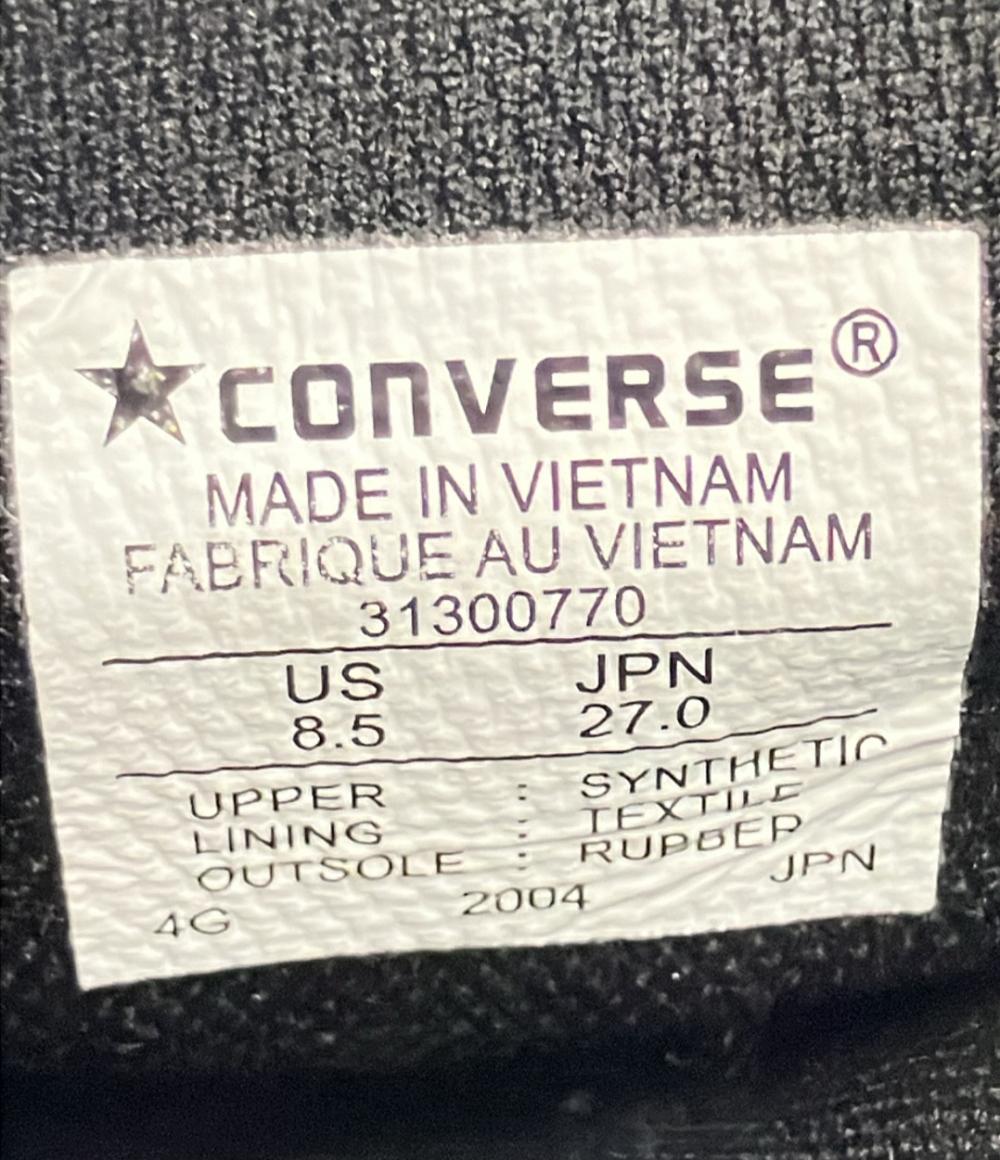 ★CONVERSE®
MADE IN VIETNAM
FABRIQUE AU VIETNAM
31300770
US JPN
8.5 27.0
UPPER : SYNTHETIC
LINING : TEXTILE
OUTSOLE : RUBBER
4G 2004 JPN